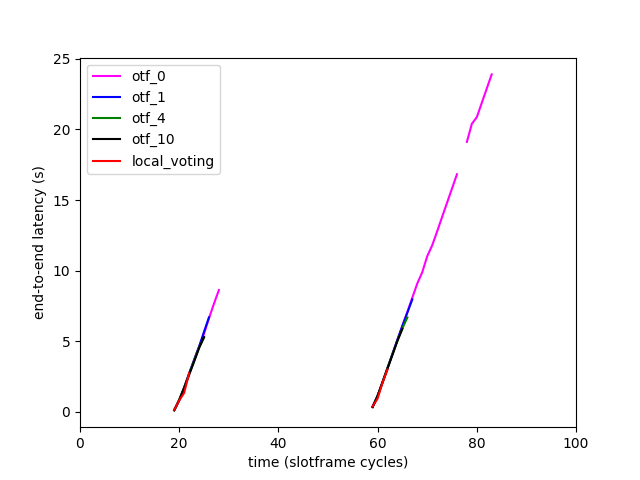 25
20
15
10
5
0
end-to-end latency (s)
otf_0
otf_1
otf_4
otf_10
local_voting
0 20 40 60 80 100
time (slotframe cycles)